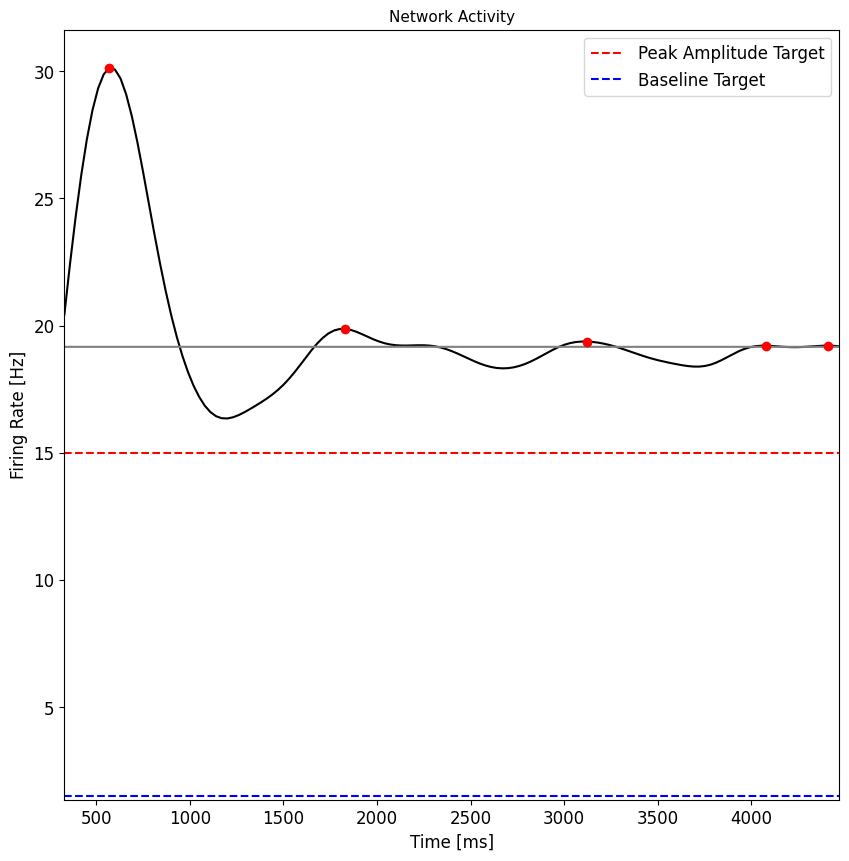 Network Activity
Peak Amplitude Target
Baseline Target
30
25
20
15
10
5
Firing Rate [Hz]
500 1000 1500 2000 2500 3000 3500 4000
Time [ms]